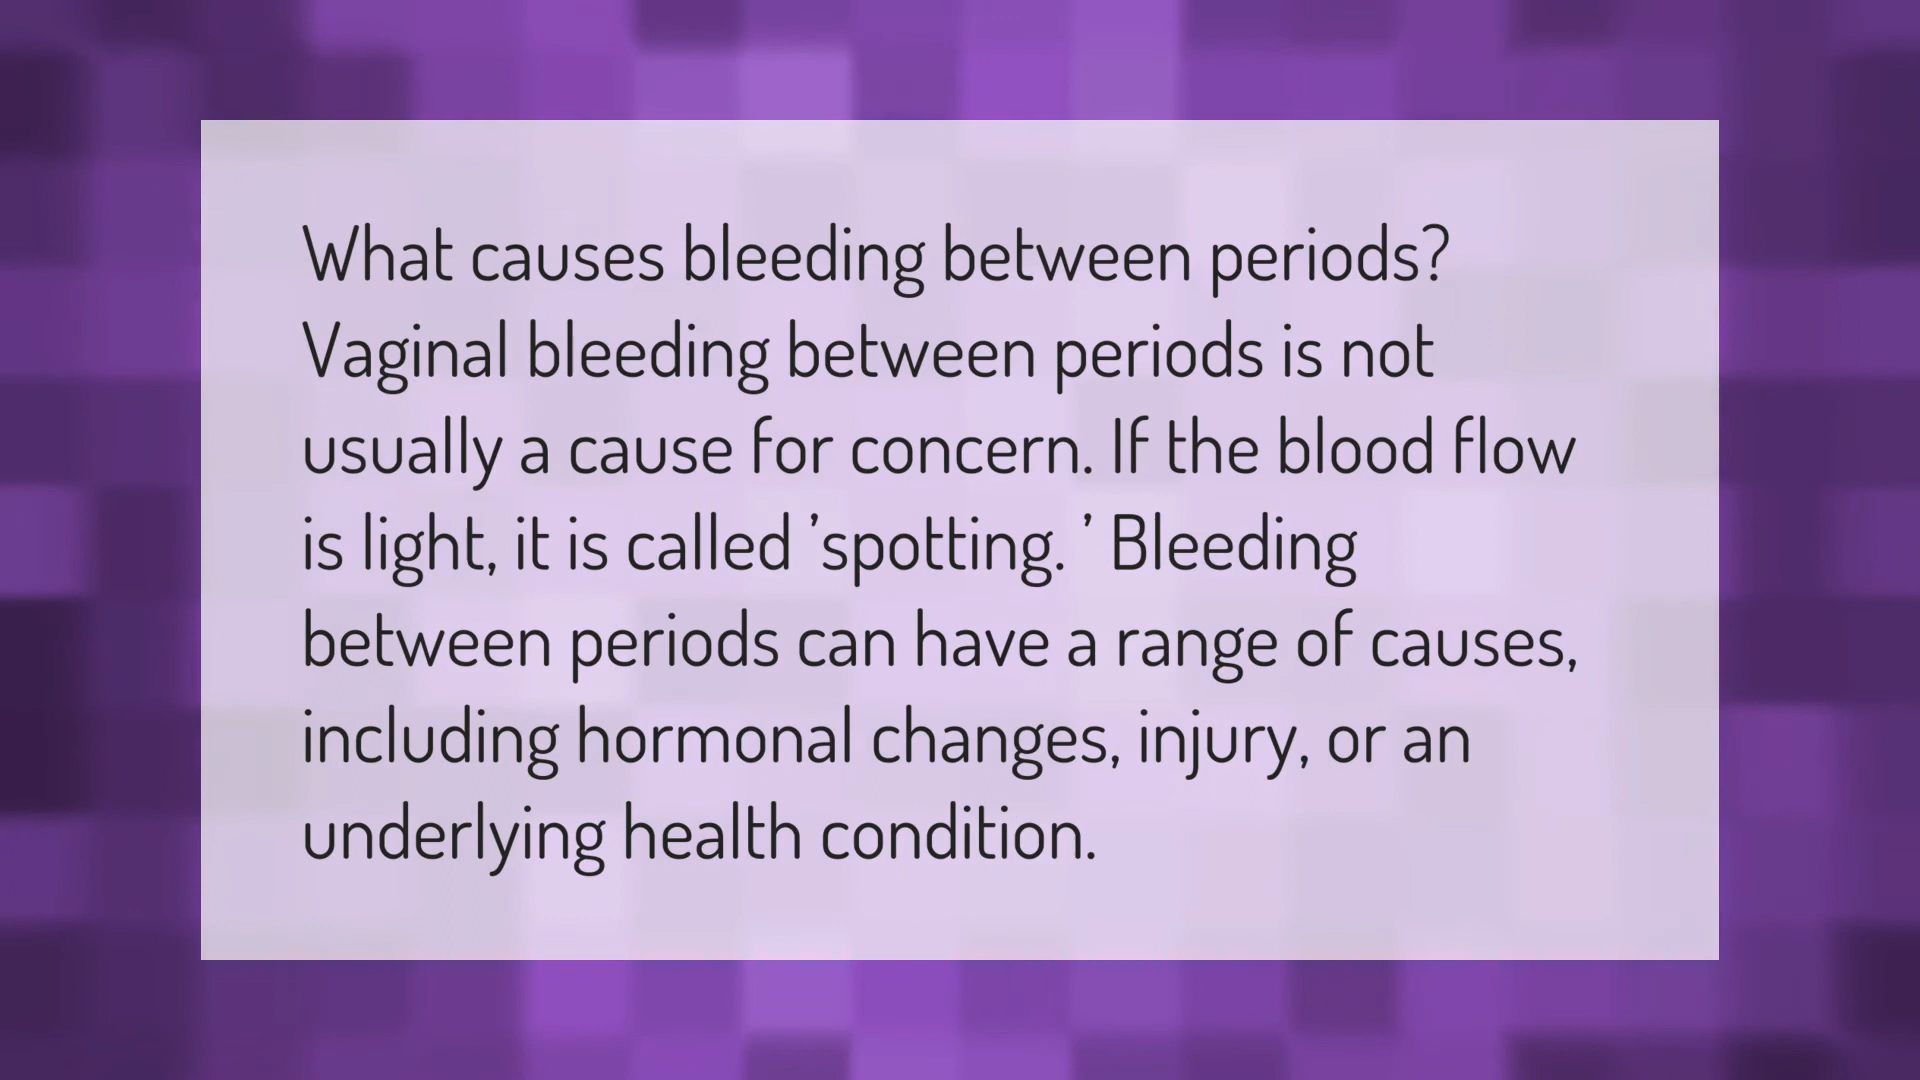 What causes bleeding between periods?
Vaginal bleeding between periods is not
usually a cause for concern. If the blood flow
is light, it is called 'spotting. ' Bleeding
between periods can have a range of causes,
including hormonal changes, injury, or an
underlying health condition.